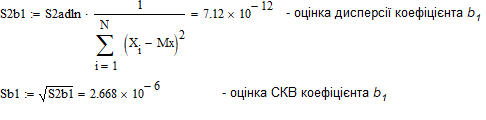 S2b1 := S2adln · 1 / N ∑ i = 1 (X_i − Mx)^2 = 7.12 × 10^−12 - оцінка дисперсії коефіцієнта b_1
Sb1 := √S2b1 = 2.668 × 10^−6 - оцінка СКВ коефіцієнта b_1